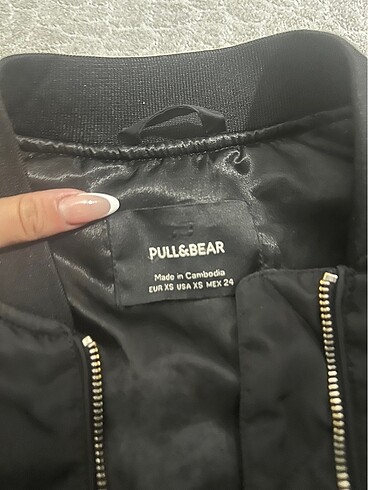 PULL&BEAR
Made in Cambodia
EUR XS USA XS MEX 24